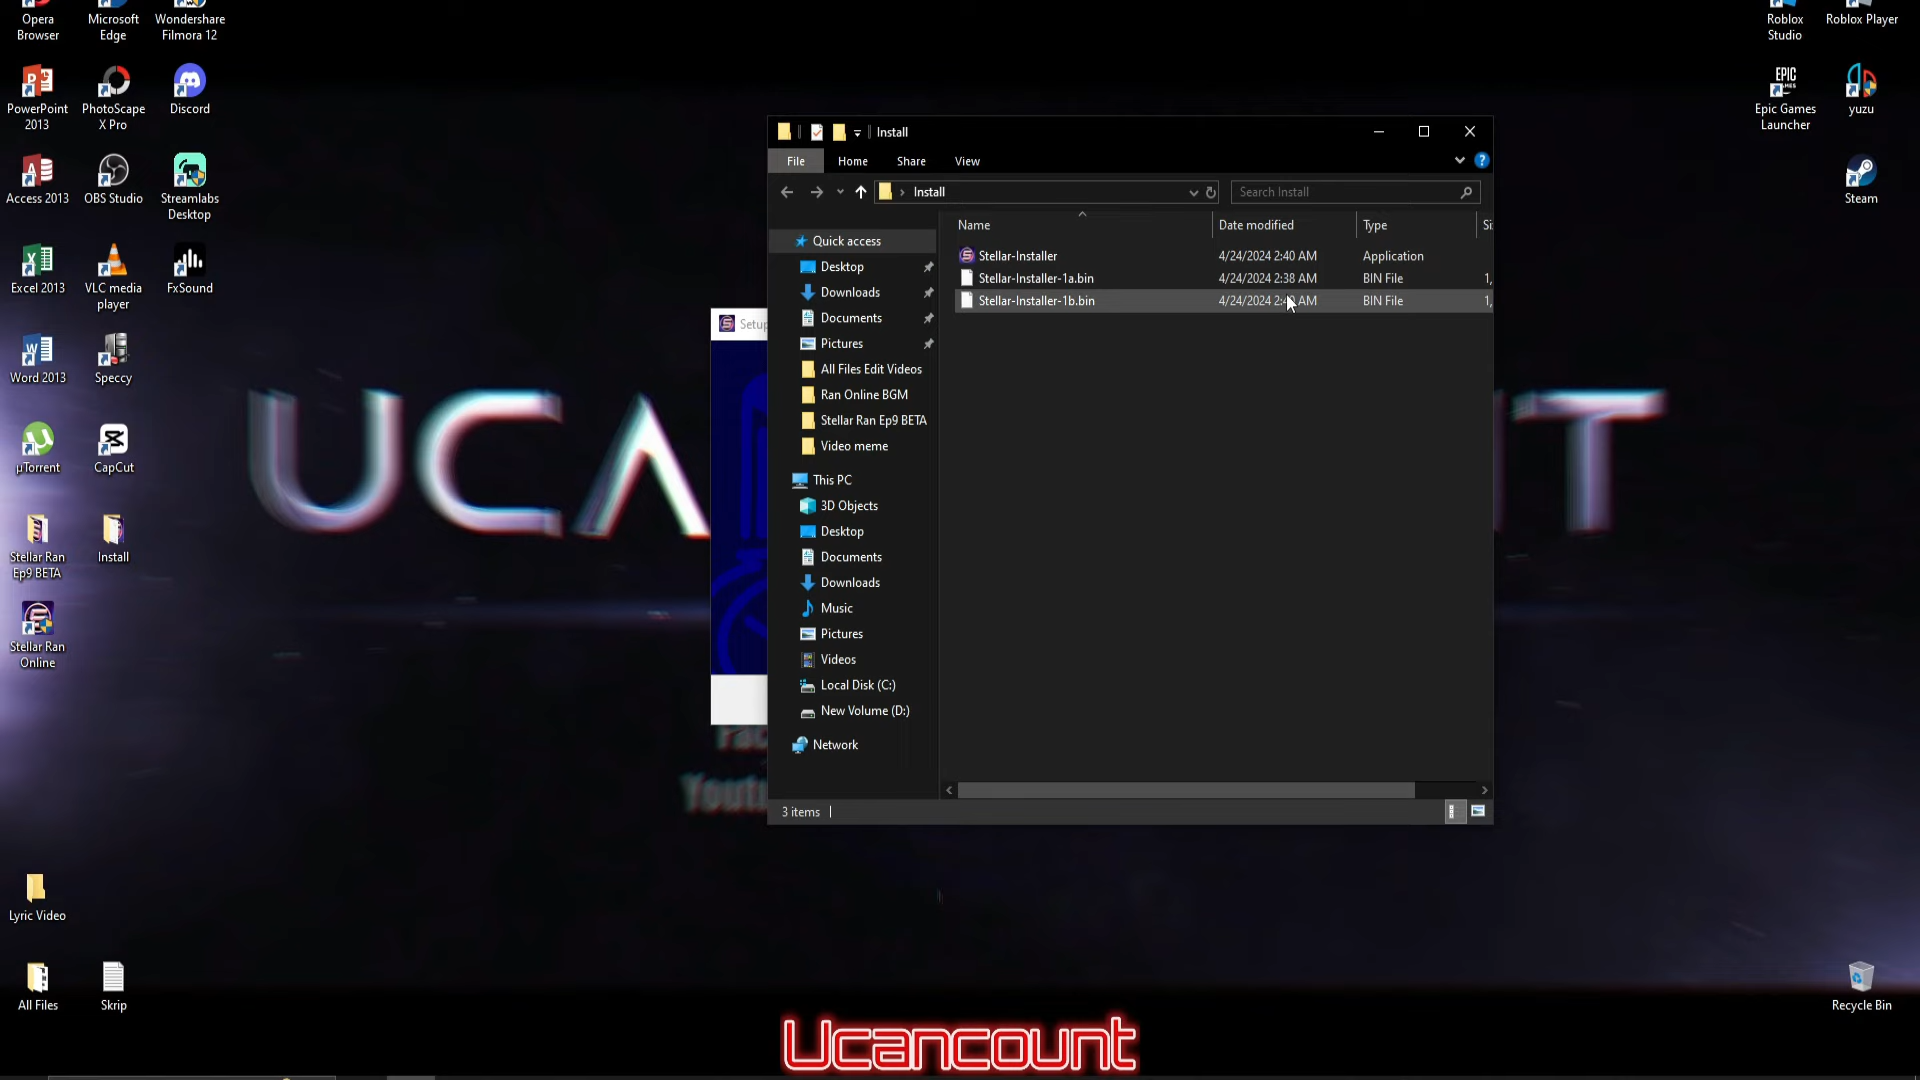 Opera
Browser
Microsoft
Edge
Wondershare
Filmora 12
Roblox
Studio
Roblox Player
PowerPoint
2013
PhotoScape
X Pro
Discord
Epic Games
Launcher
yuzu
Access 2013
OBS Studio
Streamlabs
Desktop
Steam
Excel 2013
VLC media
player
FxSound
Word 2013
Speccy
µTorrent
CapCut
Stellar Ran
Ep9 BETA
Install
Stellar Ran
Online
Lyric Video
All Files
Skrip
Recycle Bin
Install
File
Home
Share
View
Install
Search Install
Name
Date modified
Type
Stellar-Installer
4/24/2024 2:40 AM
Application
Stellar-Installer-1a.bin
4/24/2024 2:38 AM
BIN File
Stellar-Installer-1b.bin
BIN File
Quick access
Desktop
Downloads
Documents
Pictures
All Files Edit Videos
Ran Online BGM
Stellar Ran Ep9 BETA
Video meme
This PC
3D Objects
Desktop
Documents
Downloads
Music
Pictures
Videos
Local Disk (C:)
New Volume (D:)
Network
3 items
Ucancount